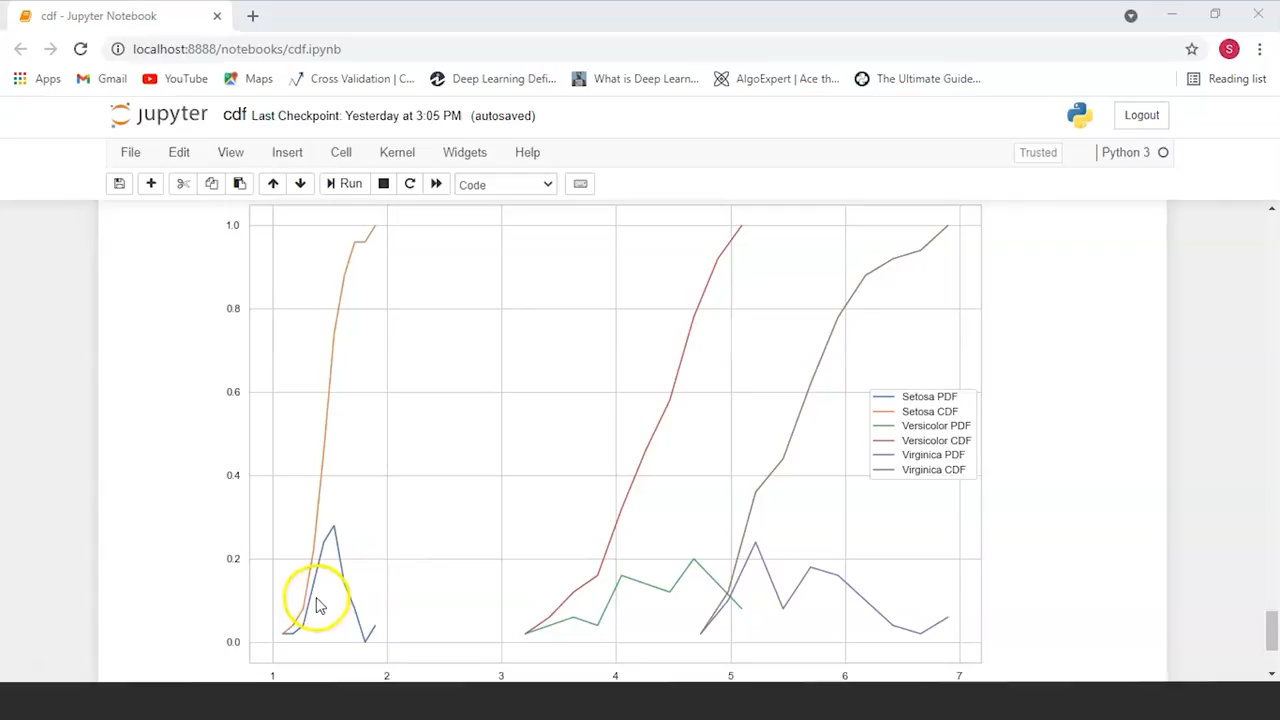 cdf - Jupyter Notebook
localhost:8888/notebooks/cdf.ipynb
S
Apps Gmail YouTube Maps Cross Validation | C... Deep Learning Defi... What is Deep Learn... AlgoExpert | Ace th... The Ultimate Guide... Reading list
jupyter cdf Last Checkpoint: Yesterday at 3:05 PM (autosaved) Logout
File Edit View Insert Cell Kernel Widgets Help Trusted Python 3
Run Code
1.0
0.8
0.6
0.4
0.2
0.0
Setosa PDF
Setosa CDF
Versicolor PDF
Versicolor CDF
Virginica PDF
Virginica CDF
1 2 3 4 5 6 7